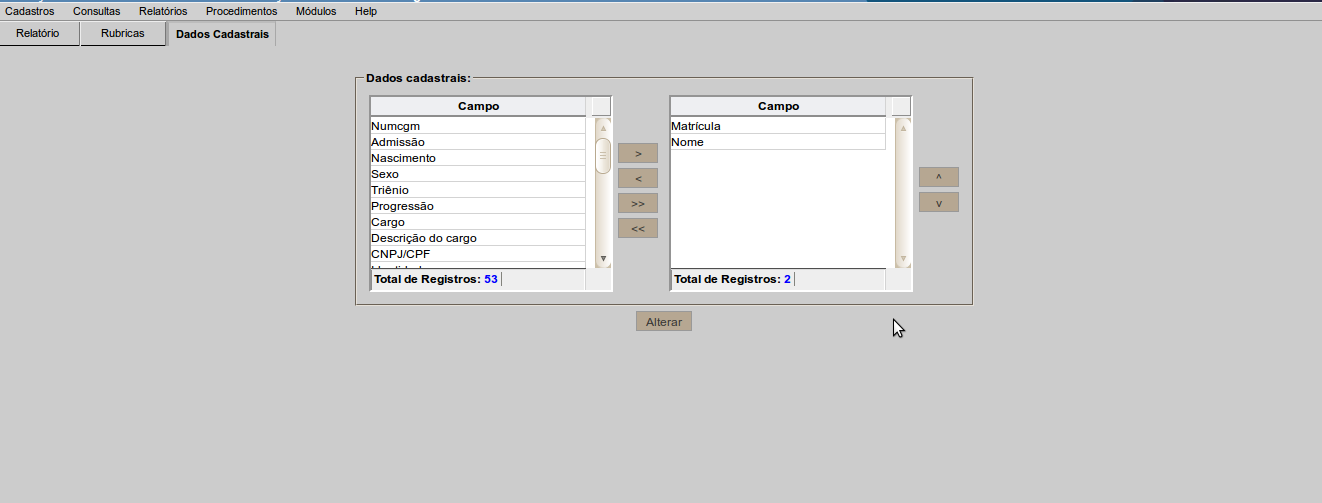 Cadastros Consultas Relatórios Procedimentos Módulos Help
Relatório Rubricas Dados Cadastrais
Dados cadastrais:
Campo
Numcgm
Admissão
Nascimento
Sexo
Triênio
Progressão
Cargo
Descrição do cargo
CNPJ/CPF
Total de Registros: 53
>
<
>>
<<
Campo
Matrícula
Nome
Total de Registros: 2
^
v
Alterar